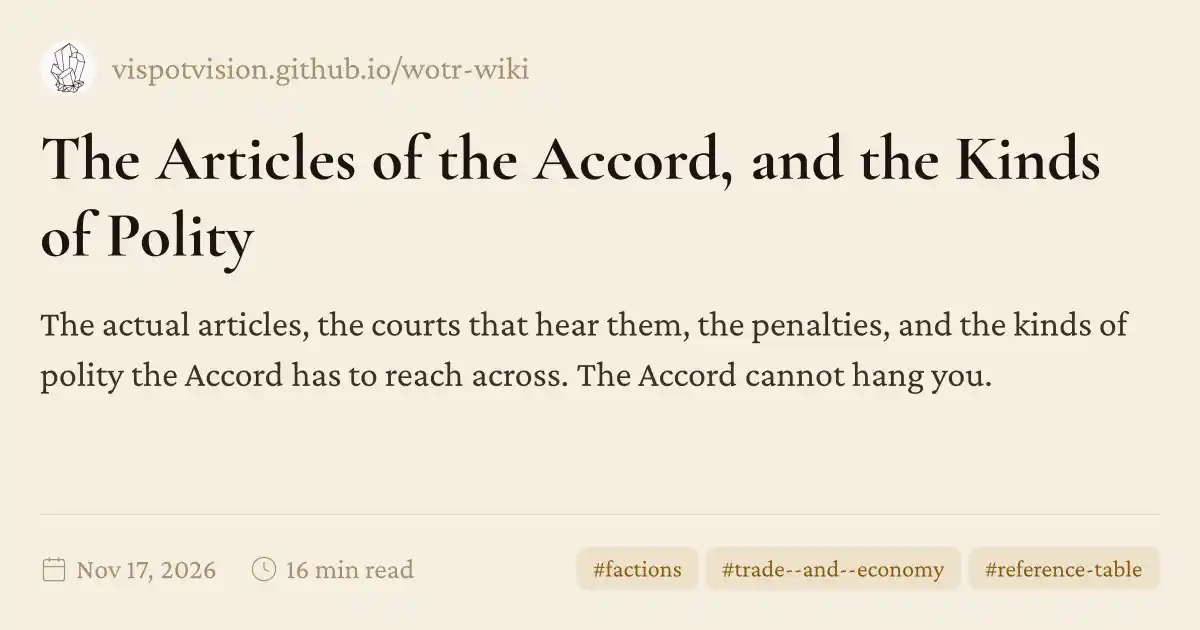 vispotvision.github.io/wotr-wiki
The Articles of the Accord, and the Kinds
of Polity
The actual articles, the courts that hear them, the penalties, and the kinds of
polity the Accord has to reach across. The Accord cannot hang you.
Nov 17, 2026
16 min read
#factions
#trade--and--economy
#reference-table